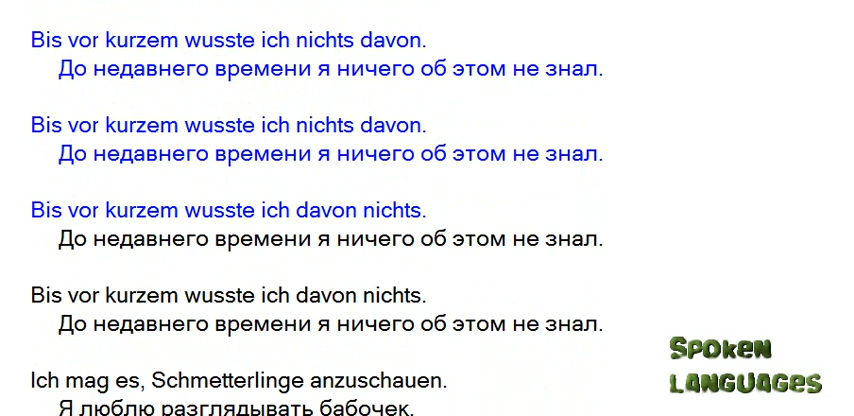 Bis vor kurzem wusste ich nichts davon.
До недавнего времени я ничего об этом не знал.
Bis vor kurzem wusste ich nichts davon.
До недавнего времени я ничего об этом не знал.
Bis vor kurzem wusste ich davon nichts.
До недавнего времени я ничего об этом не знал.
Bis vor kurzem wusste ich davon nichts.
До недавнего времени я ничего об этом не знал.
Ich mag es, Schmetterlinge anzuschauen.
Я люблю разглядывать бабочек.
Spoken
Languages